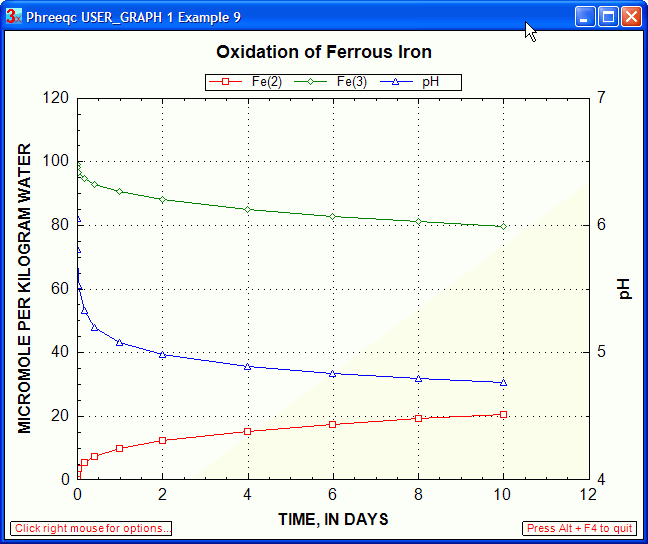 Phreeqc USER_GRAPH 1 Example 9
Oxidation of Ferrous Iron
Fe(2) Fe(3) pH
120
100
80
60
40
20
0
MICROMOLE PER KILOGRAM WATER
7
6
5
4
pH
0 2 4 6 8 10 12
TIME, IN DAYS
Click right mouse for options...
Press Alt + F4 to quit